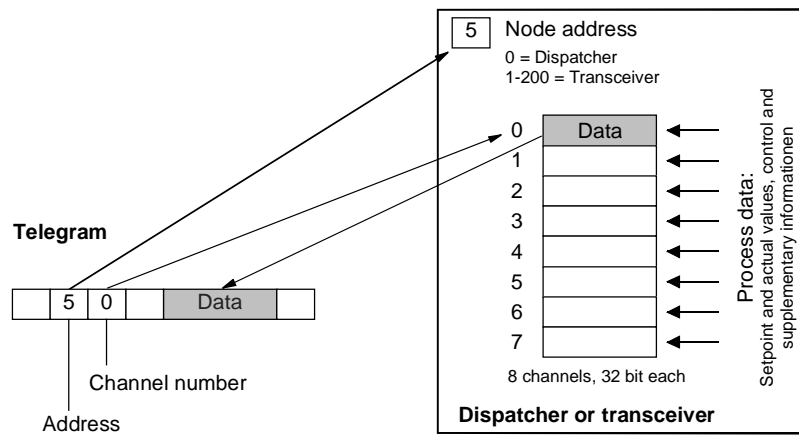 5 Node address
0 = Dispatcher
1-200 = Transceiver
0 Data
1
2
3
4
5
6
7
8 channels, 32 bit each
Dispatcher or transceiver
Process data:
Setpoint and actual values, control and
supplementary informationen
Telegram
5 0 Data
Channel number
Address